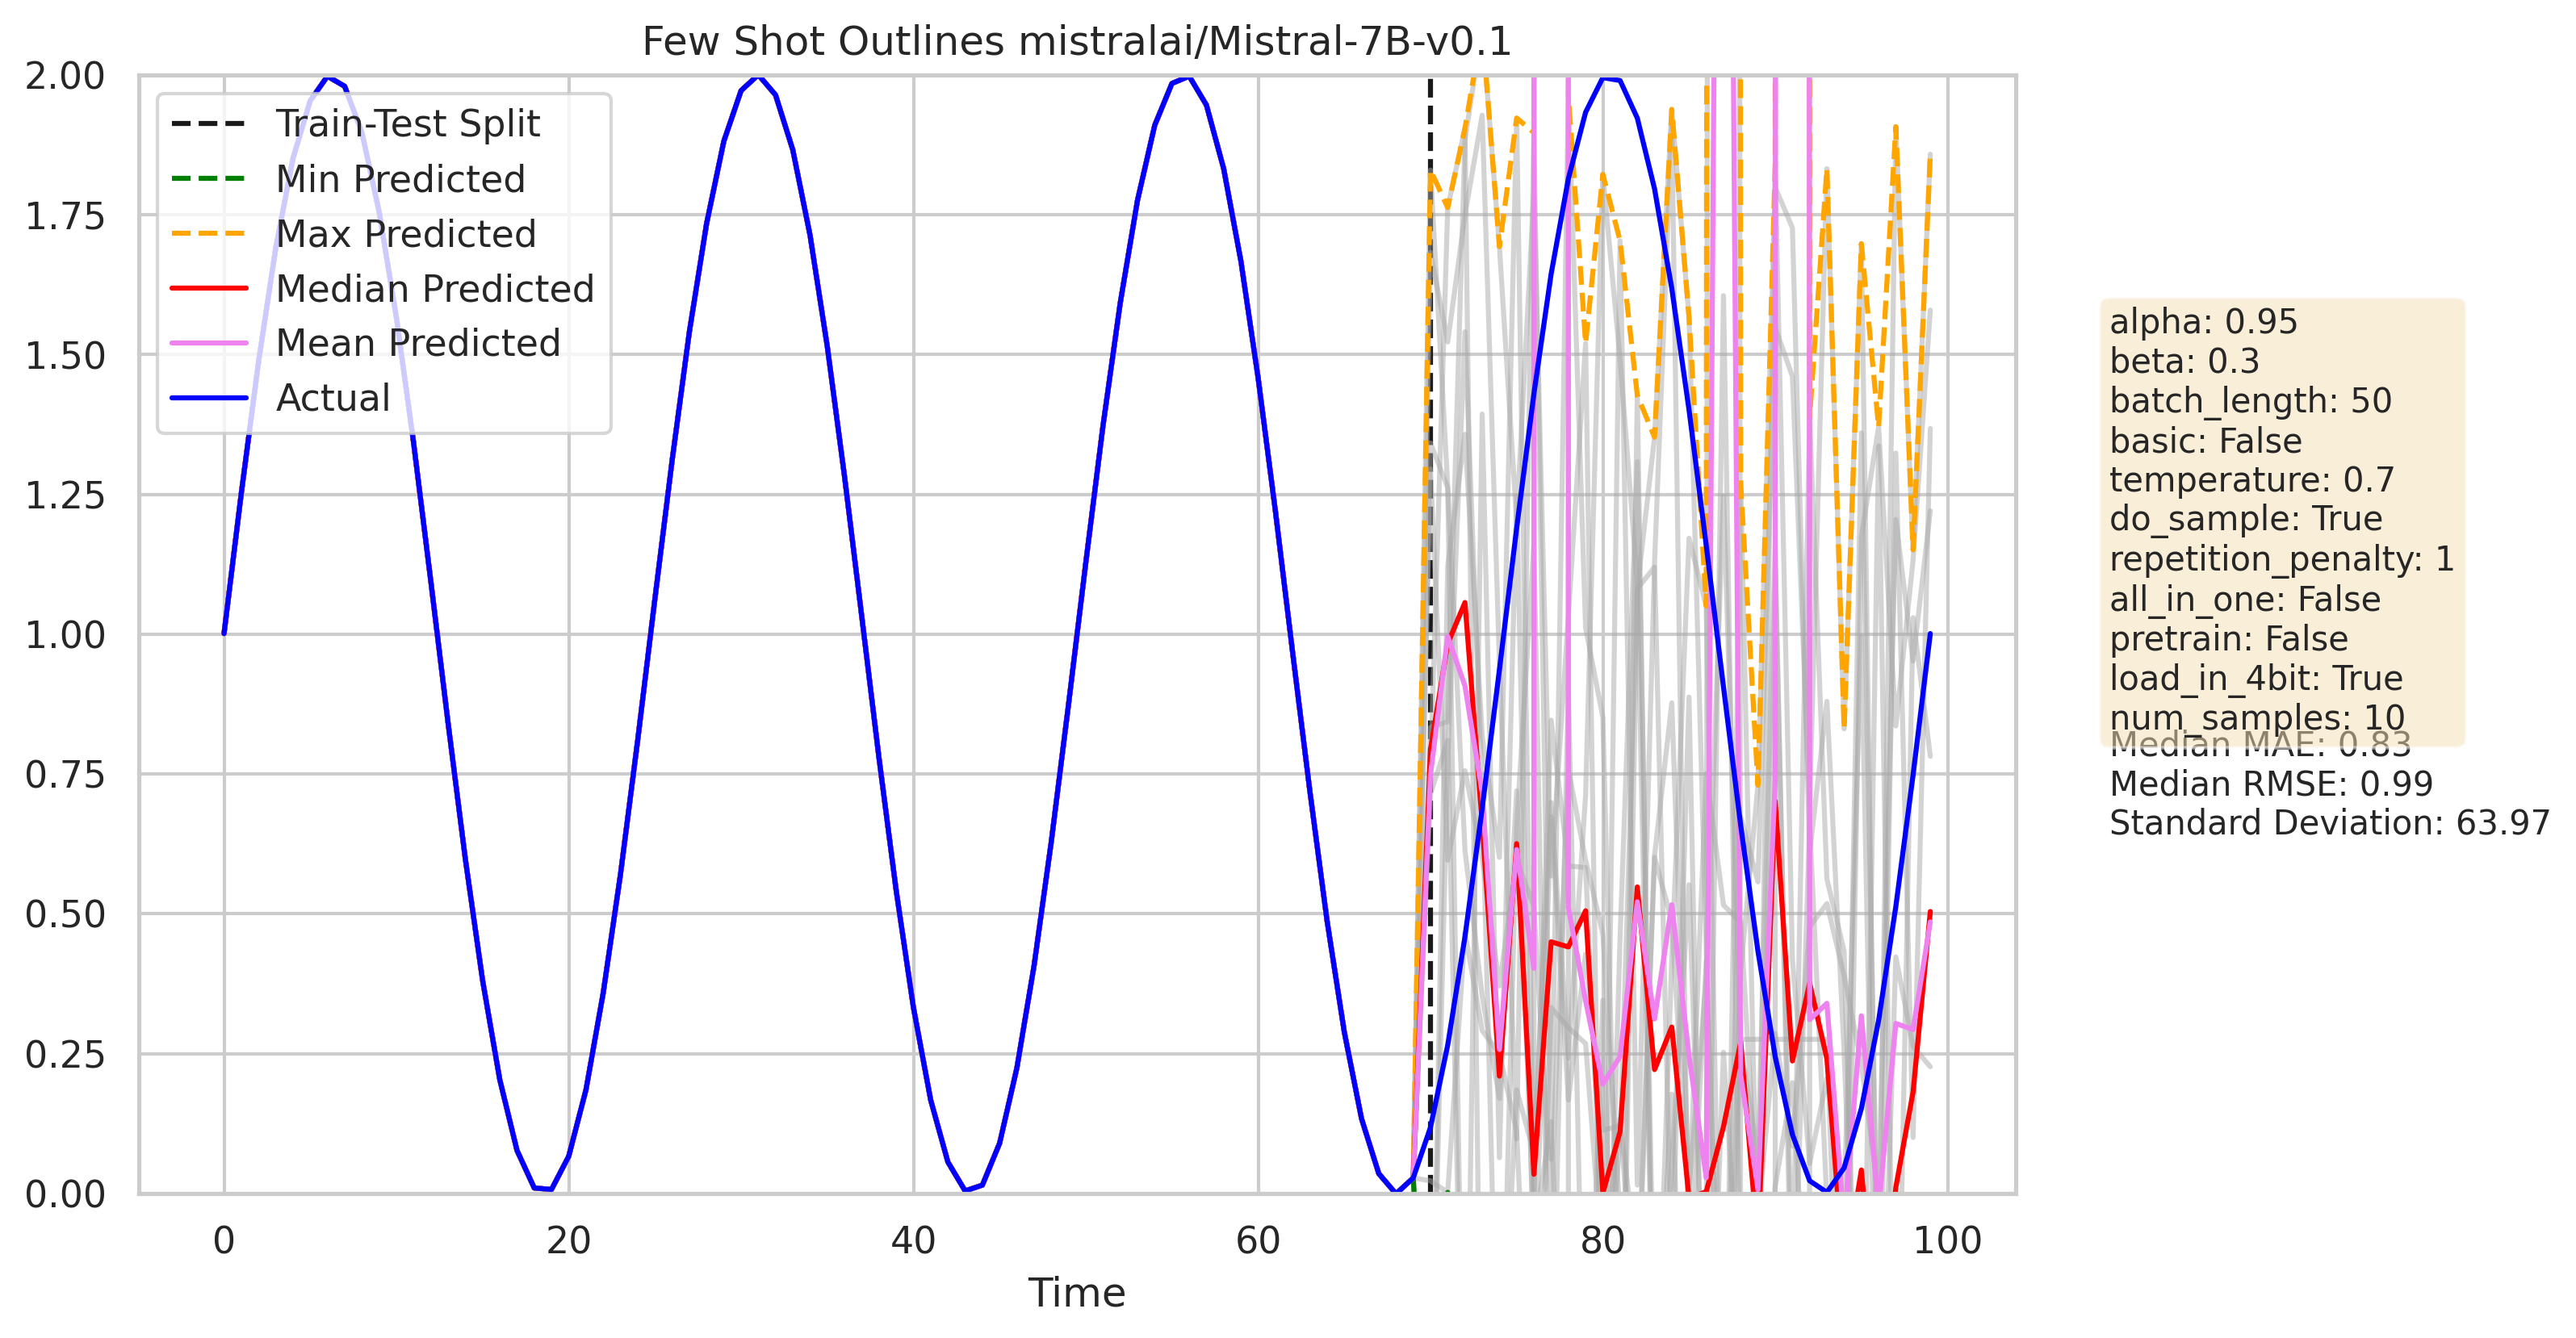 Few Shot Outlines mistralai/Mistral-7B-v0.1
2.00
1.75
1.50
1.25
1.00
0.75
0.50
0.25
0.00
Train-Test Split
Min Predicted
Max Predicted
Median Predicted
Mean Predicted
Actual
0
20
40
60
80
100
Time
alpha: 0.95
beta: 0.3
batch_length: 50
basic: False
temperature: 0.7
do_sample: True
repetition_penalty: 1
all_in_one: False
pretrain: False
load_in_4bit: True
num_samples: 10
Median MAE: 0.83
Median RMSE: 0.99
Standard Deviation: 63.97